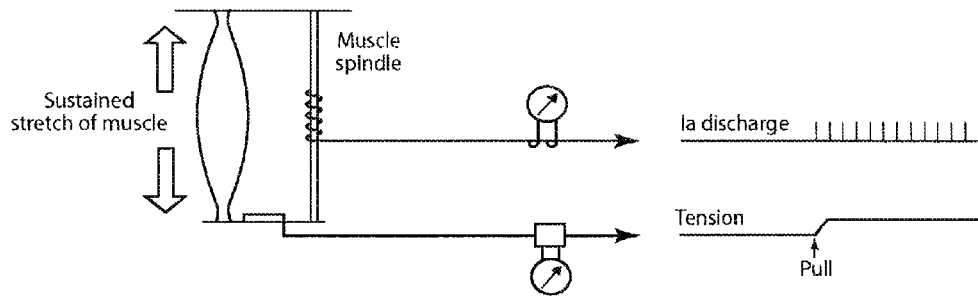 Muscle
spindle
Sustained
stretch of muscle
Ia discharge
Tension
Pull